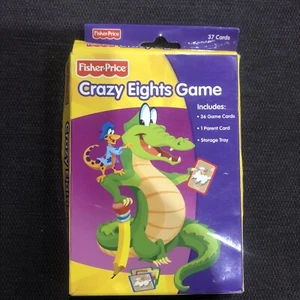 Fisher-Price
37 Cards
Fisher-Price
Crazy Eights Game
Includes:
• 36 Game Cards
• 1 Parent Card
• Storage Tray